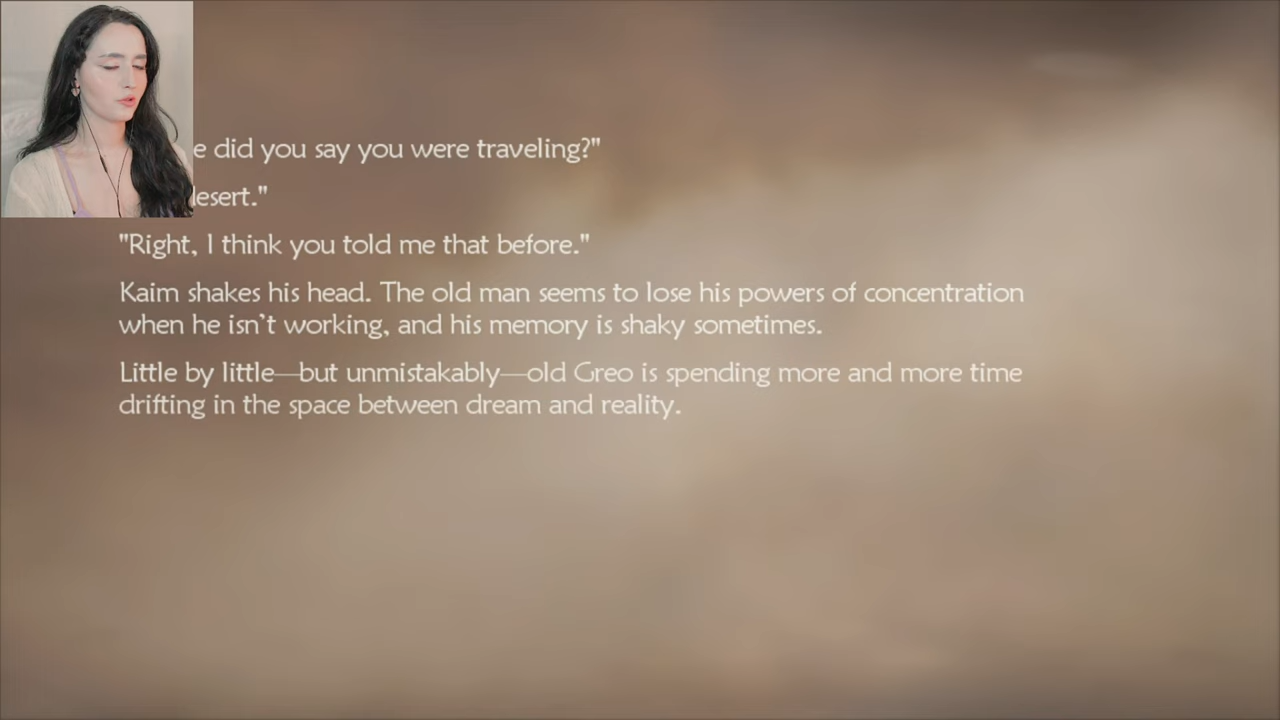 did you say you were traveling?"
"Right, I think you told me that before."
Kaim shakes his head. The old man seems to lose his powers of concentration
when he isn't working, and his memory is shaky sometimes.
Little by little—but unmistakably—old Greo is spending more and more time
drifting in the space between dream and reality.